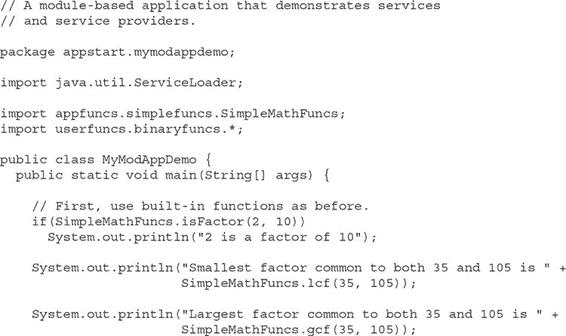 // A module-based application that demonstrates services
// and service providers.
package appstart.mymodappdemo;
import java.util.ServiceLoader;
import appfuncs.simplefuncs.SimpleMathFuncs;
import userfuncs.binaryfuncs.*;
public class MyModAppDemo {
  public static void main(String[] args) {
    // First, use built-in functions as before.
    if(SimpleMathFuncs.isFactor(2, 10))
      System.out.println("2 is a factor of 10");
    System.out.println("Smallest factor common to both 35 and 105 is " +
                       SimpleMathFuncs.lcf(35, 105));
    System.out.println("Largest factor common to both 35 and 105 is " +
                       SimpleMathFuncs.gcf(35, 105));